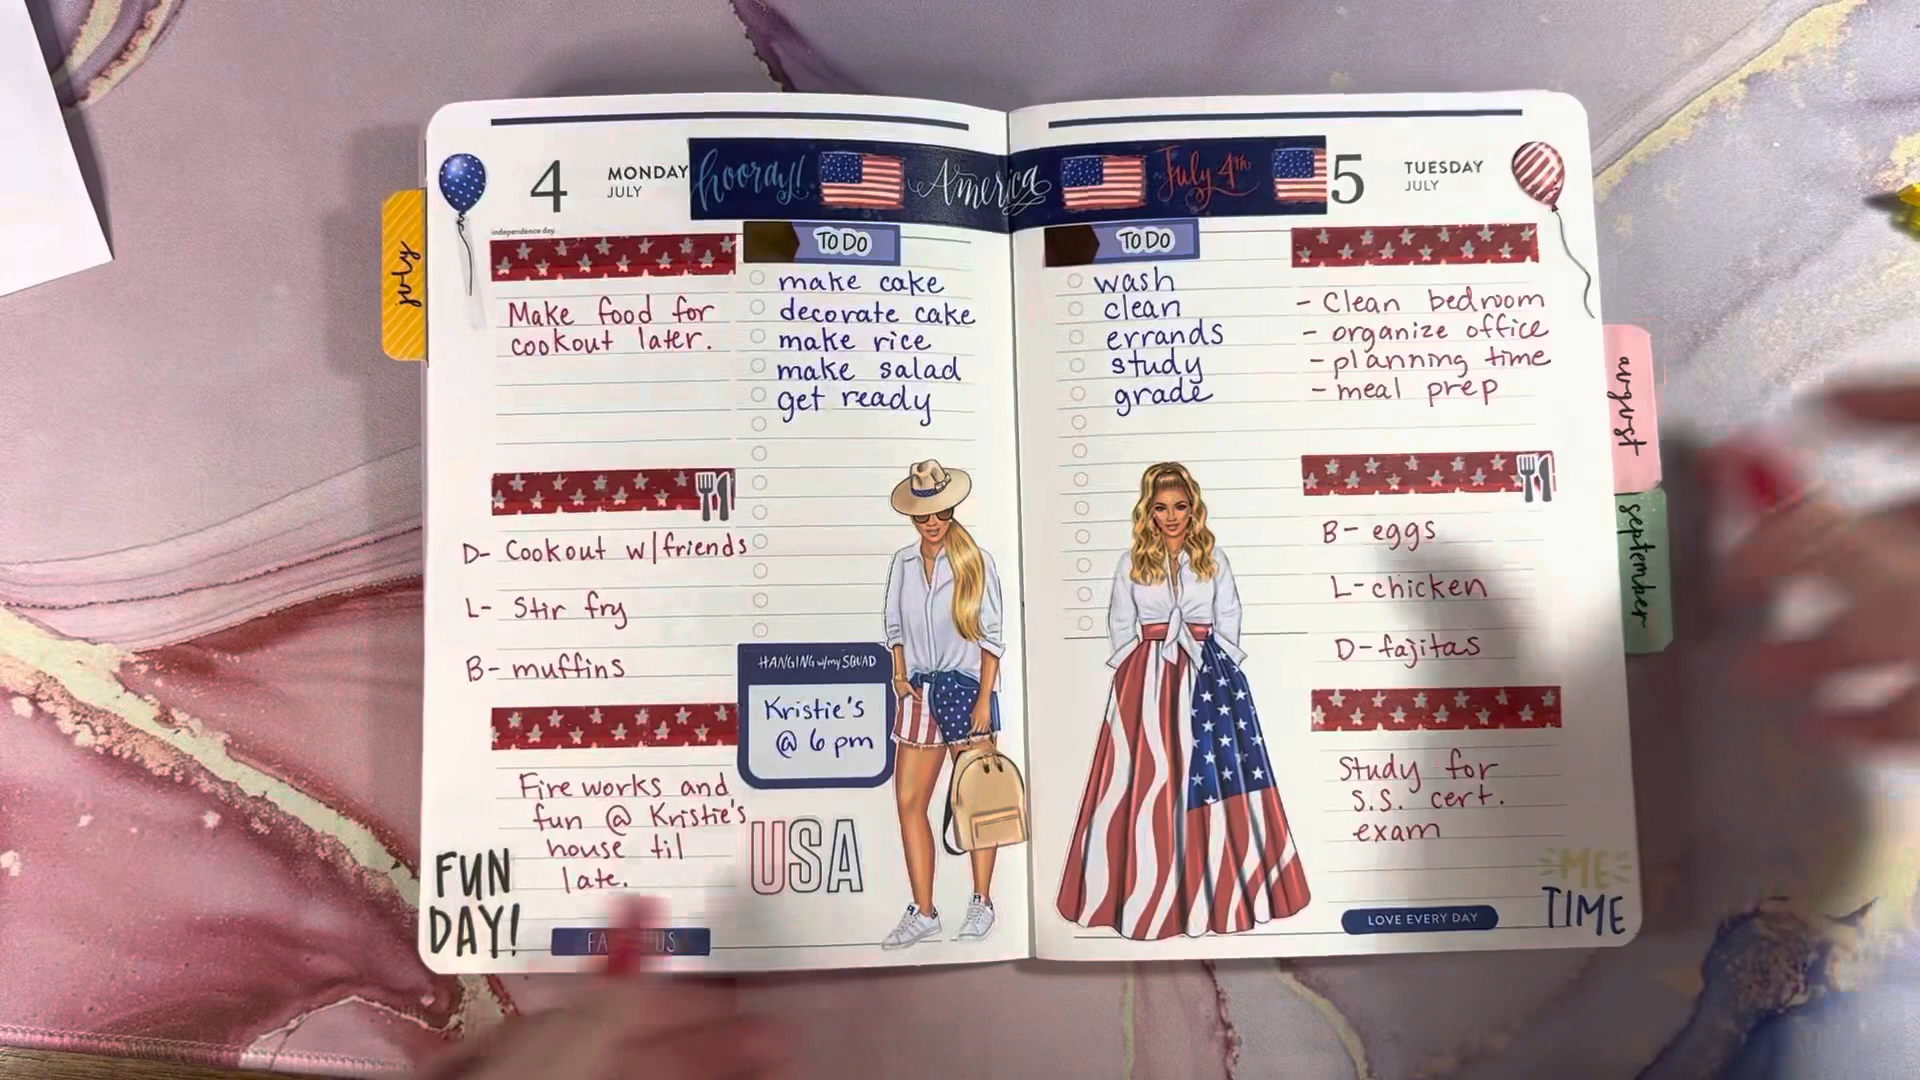 4
MONDAY
JULY
independence day
hooray!
America
July 4th
5
TUESDAY
JULY
july
Make food for
cookout later.
D- Cookout w/friends
L- Stir fry
B- muffins
Fireworks and
fun @ Kristie's
house til
late.
FUN
DAY!
TO DO
make cake
decorate cake
make rice
make salad
get ready
HANGING w/my SQUAD
Kristie's
@ 6 pm
USA
TO DO
wash
clean
errands
study
grade
- Clean bedroom
- organize office
- planning time
- meal prep
B- eggs
L- chicken
D- fajitas
Study for
S.S. cert.
exam
LOVE EVERY DAY
ME
TIME
august
september